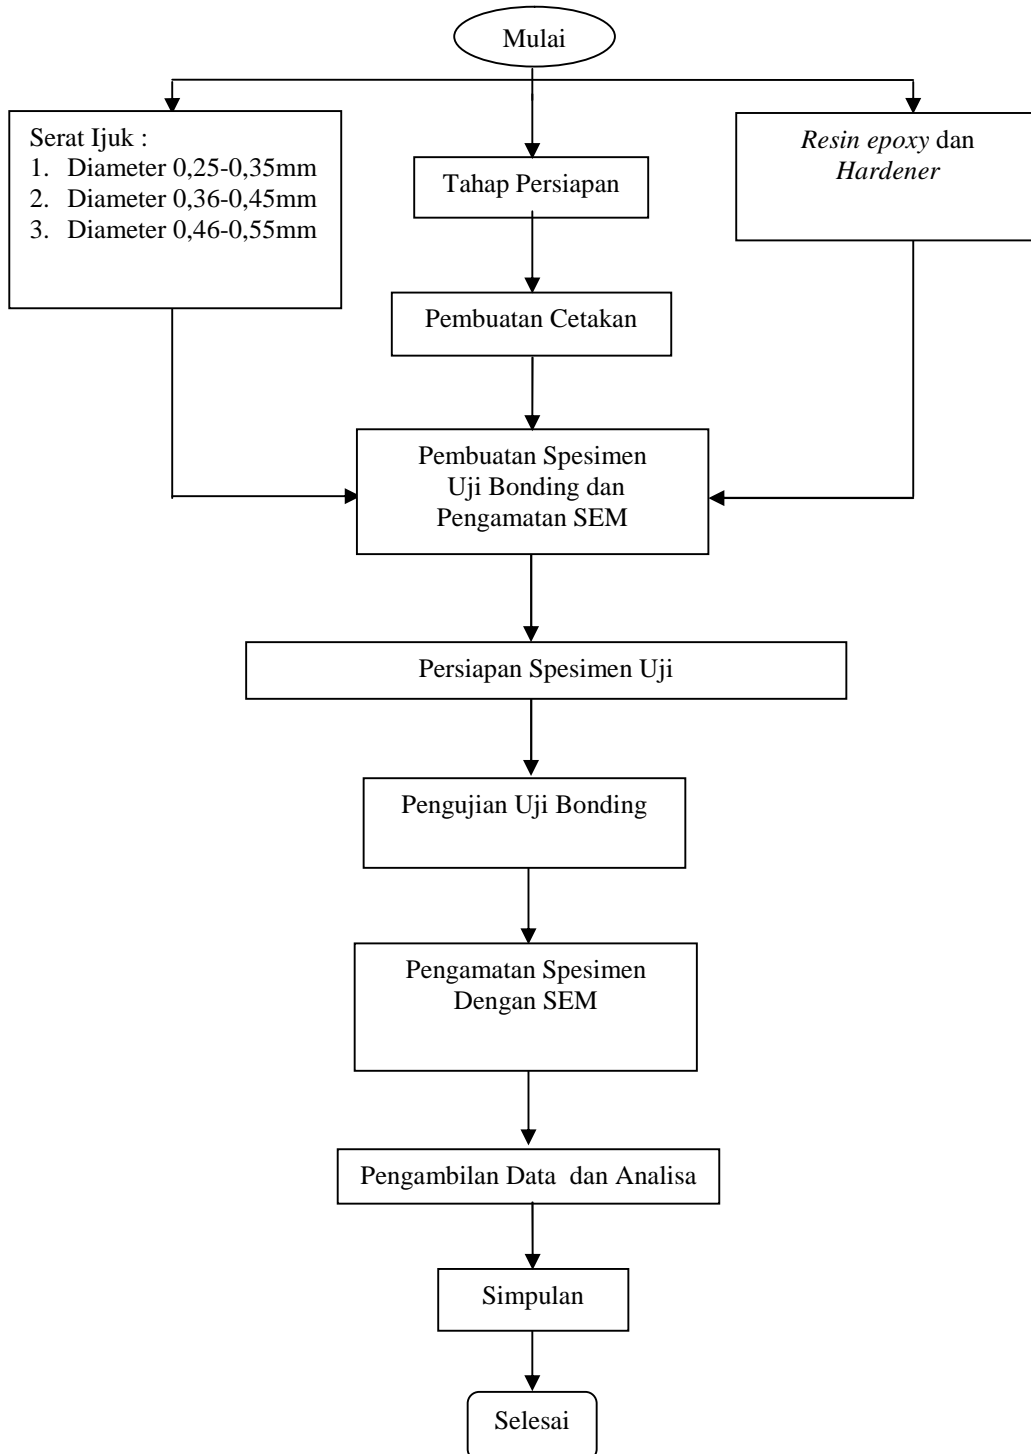 Mulai
Serat Ijuk :
1. Diameter 0,25-0,35mm
2. Diameter 0,36-0,45mm
3. Diameter 0,46-0,55mm
Tahap Persiapan
Resin epoxy dan
Hardener
Pembuatan Cetakan
Pembuatan Spesimen
Uji Bonding dan
Pengamatan SEM
Persiapan Spesimen Uji
Pengujian Uji Bonding
Pengamatan Spesimen
Dengan SEM
Pengambilan Data dan Analisa
Simpulan
Selesai